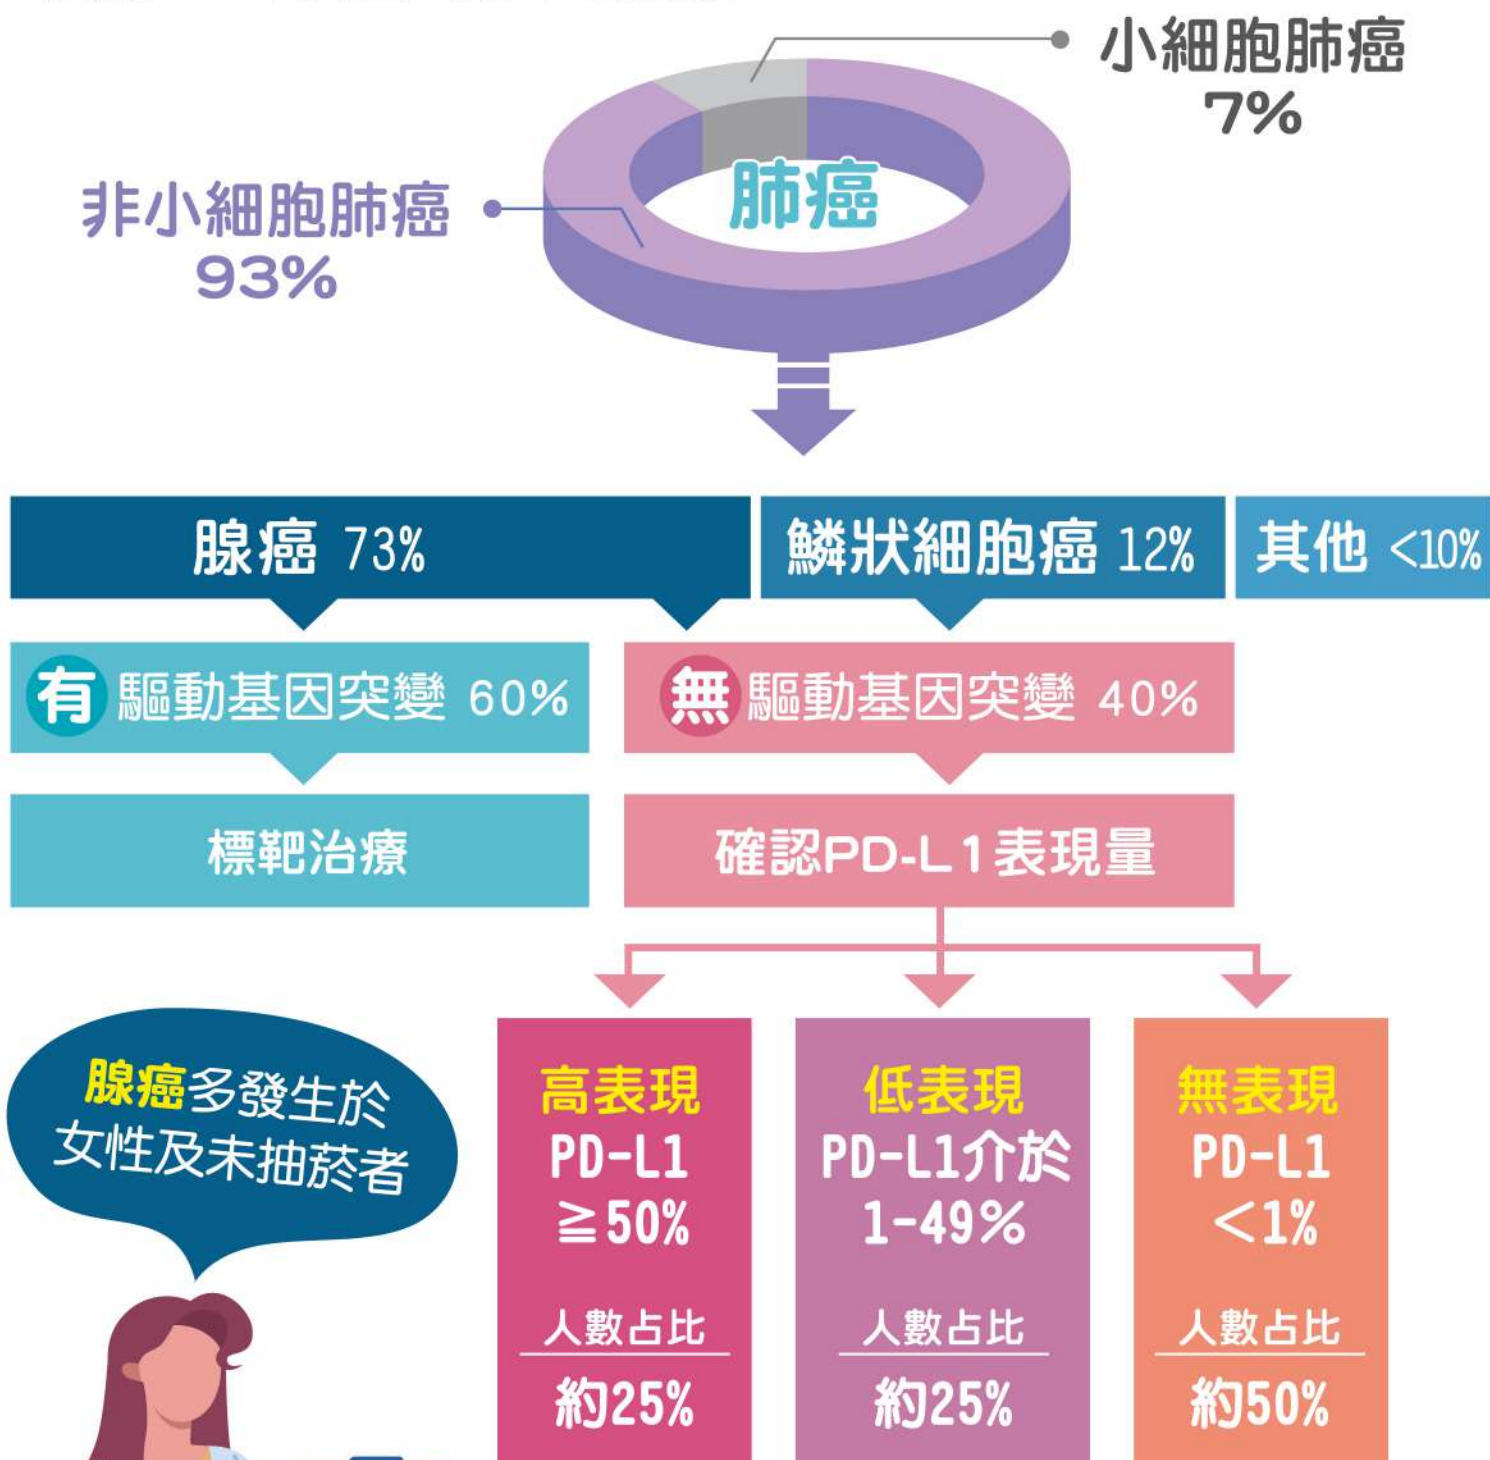 小細胞肺癌
7%
肺癌
非小細胞肺癌
93%
腺癌 73%
鱗狀細胞癌 12%
其他 <10%
有 驅動基因突變 60%
無 驅動基因突變 40%
標靶治療
確認PD-L1表現量
腺癌多發生於
女性及未抽菸者
高表現
PD-L1
≧50%
人數占比
約25%
低表現
PD-L1介於
1-49%
人數占比
約25%
無表現
PD-L1
<1%
人數占比
約50%